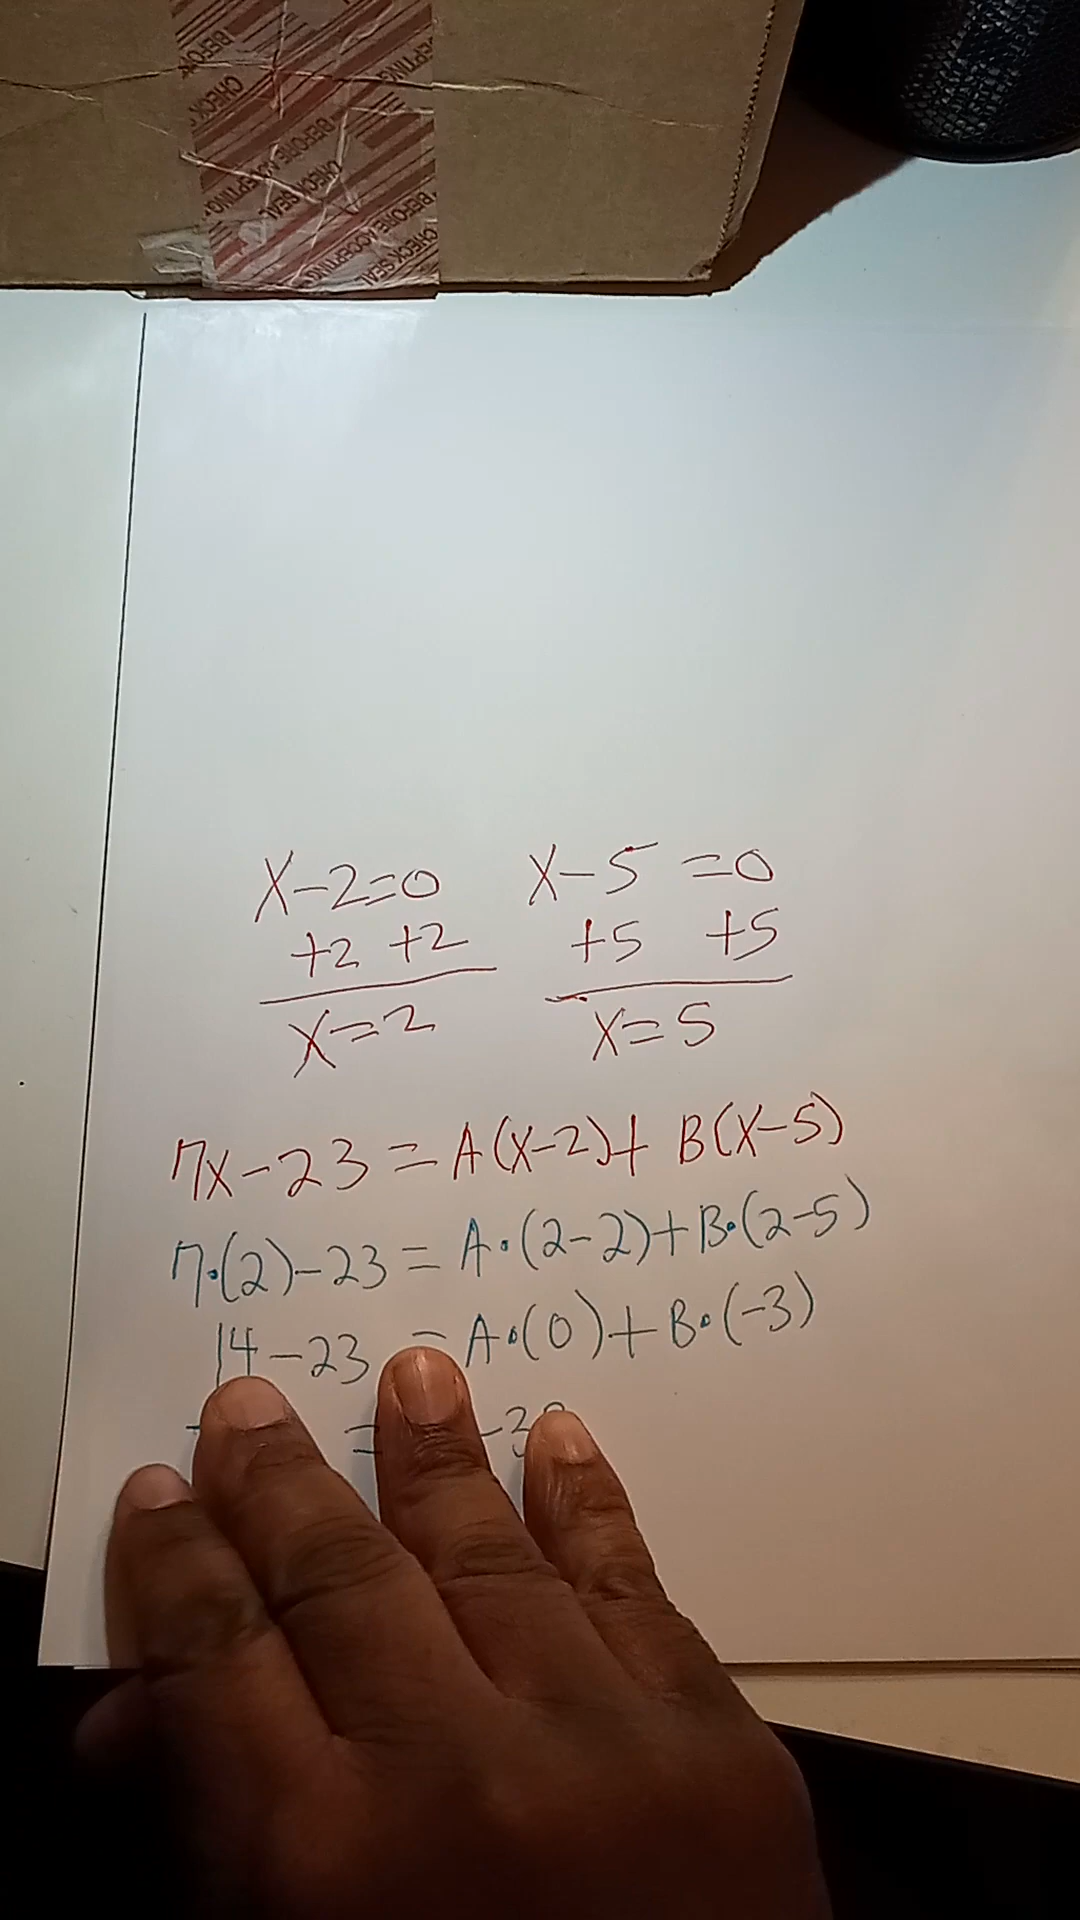 CHECK SEAL BEFORE ACCEPTING
X-2=0 X-5=0
+2 +2 +5 +5
X=2 X=5
7X-23=A(X-2)+B(X-5)
7·(2)-23=A·(2-2)+B·(2-5)
14-23=A·(0)+B·(-3)
= -3